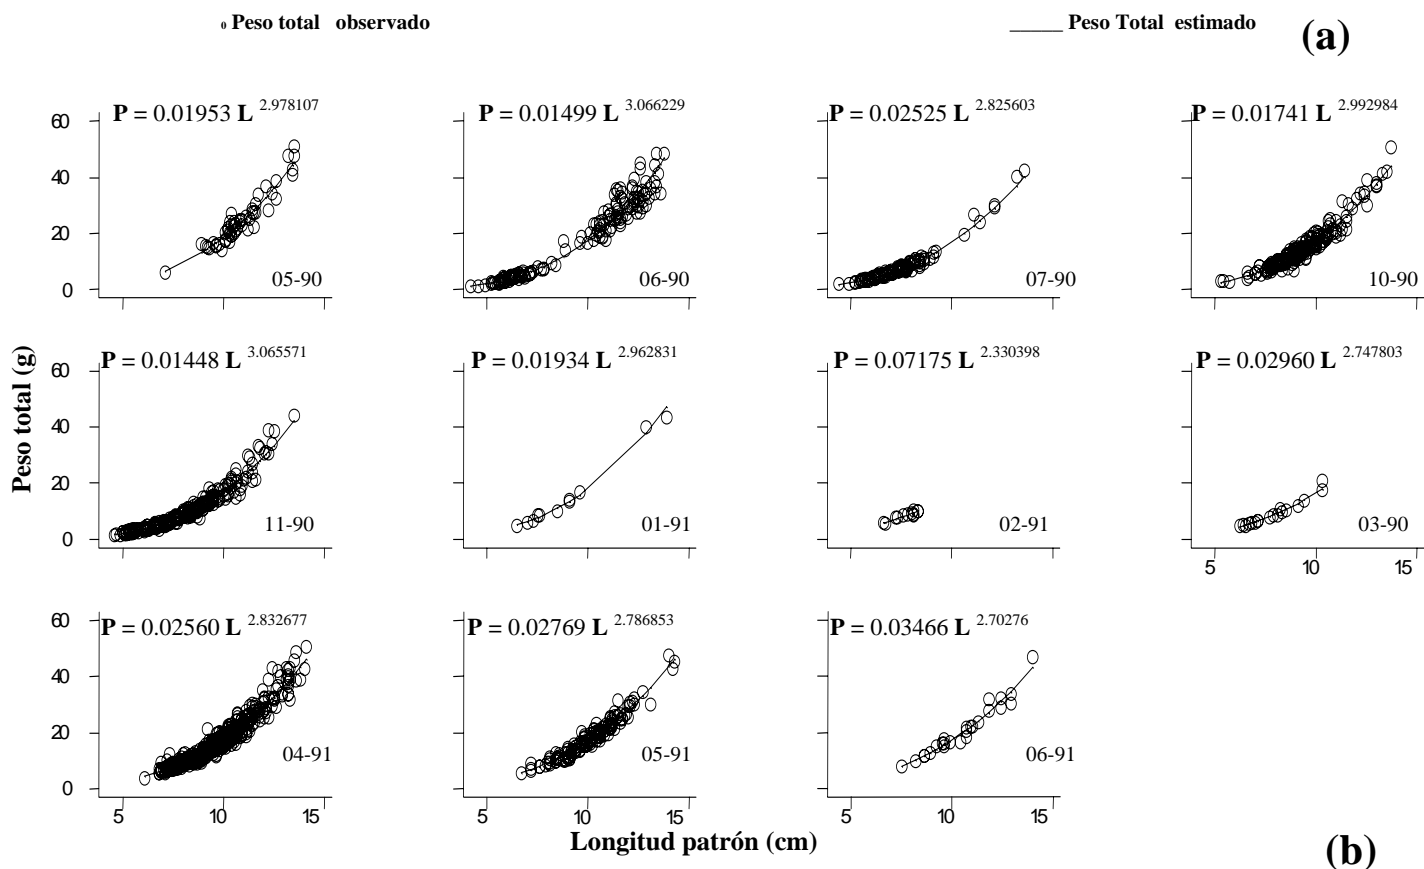 o Peso total observado _____ Peso Total estimado (a)
P = 0.01953 L 2.978107 P = 0.01499 L 3.066229 P = 0.02525 L 2.825603 P = 0.01741 L 2.992984
60
40
20
0
05-90 06-90 07-90 10-90
Peso total (g)
P = 0.01448 L 3.065571 P = 0.01934 L 2.962831 P = 0.07175 L 2.330398 P = 0.02960 L 2.747803
60
40
20
0
11-90 01-91 02-91 03-90
5 10 15
P = 0.02560 L 2.832677 P = 0.02769 L 2.786853 P = 0.03466 L 2.70276
60
40
20
0
04-91 05-91 06-91
5 10 15 5 10 15 5 10 15
Longitud patrón (cm)
(b)